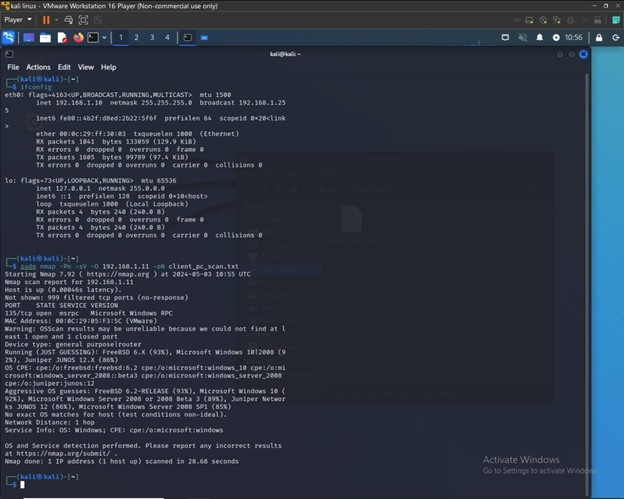 kali linux - VMware Workstation 16 Player (Non-commercial use only)
Player
1 2 3 4
10:56
kali@kali: ~
File Actions Edit View Help
┌──(kali㉿kali)-[~]
└─$ ifconfig
eth0: flags=4163<UP,BROADCAST,RUNNING,MULTICAST> mtu 1500
inet 192.168.1.10 netmask 255.255.255.0 broadcast 192.168.1.25
5
inet6 fe80::4b2f:d8ed:2b22:5f6f prefixlen 64 scopeid 0×20<link
>
ether 00:0c:29:ff:30:03 txqueuelen 1000 (Ethernet)
RX packets 1041 bytes 133059 (129.9 KiB)
RX errors 0 dropped 0 overruns 0 frame 0
TX packets 1605 bytes 99789 (97.4 KiB)
TX errors 0 dropped 0 overruns 0 carrier 0 collisions 0
lo: flags=73<UP,LOOPBACK,RUNNING> mtu 65536
inet 127.0.0.1 netmask 255.0.0.0
inet6 ::1 prefixlen 128 scopeid 0×10<host>
loop txqueuelen 1000 (Local Loopback)
RX packets 4 bytes 240 (240.0 B)
RX errors 0 dropped 0 overruns 0 frame 0
TX packets 4 bytes 240 (240.0 B)
TX errors 0 dropped 0 overruns 0 carrier 0 collisions 0
┌──(kali㉿kali)-[~]
└─$ sudo nmap -Pn -sV -O 192.168.1.11 -oN client_pc_scan.txt
Starting Nmap 7.92 ( https://nmap.org ) at 2024-05-03 10:55 UTC
Nmap scan report for 192.168.1.11
Host is up (0.00046s latency).
Not shown: 999 filtered tcp ports (no-response)
PORT STATE SERVICE VERSION
135/tcp open msrpc Microsoft Windows RPC
MAC Address: 00:0C:29:05:F3:5C (VMware)
Warning: OSScan results may be unreliable because we could not find at l
east 1 open and 1 closed port
Device type: general purpose|router
Running (JUST GUESSING): FreeBSD 6.X (93%), Microsoft Windows 10|2008 (9
2%), Juniper JUNOS 12.X (86%)
OS CPE: cpe:/o:freebsd:freebsd:6.2 cpe:/o:microsoft:windows_10 cpe:/o:mi
crosoft:windows_server_2008::beta3 cpe:/o:microsoft:windows_server_2008
cpe:/o:juniper:junos:12
Aggressive OS guesses: FreeBSD 6.2-RELEASE (93%), Microsoft Windows 10 (
92%), Microsoft Windows Server 2008 or 2008 Beta 3 (89%), Juniper Networ
ks JUNOS 12 (86%), Microsoft Windows Server 2008 SP1 (85%)
No exact OS matches for host (test conditions non-ideal).
Network Distance: 1 hop
Service Info: OS: Windows; CPE: cpe:/o:microsoft:windows
OS and Service detection performed. Please report any incorrect results
at https://nmap.org/submit/ .
Nmap done: 1 IP address (1 host up) scanned in 28.68 seconds
┌──(kali㉿kali)-[~]
└─$
Activate Windows
Go to Settings to activate Windows.